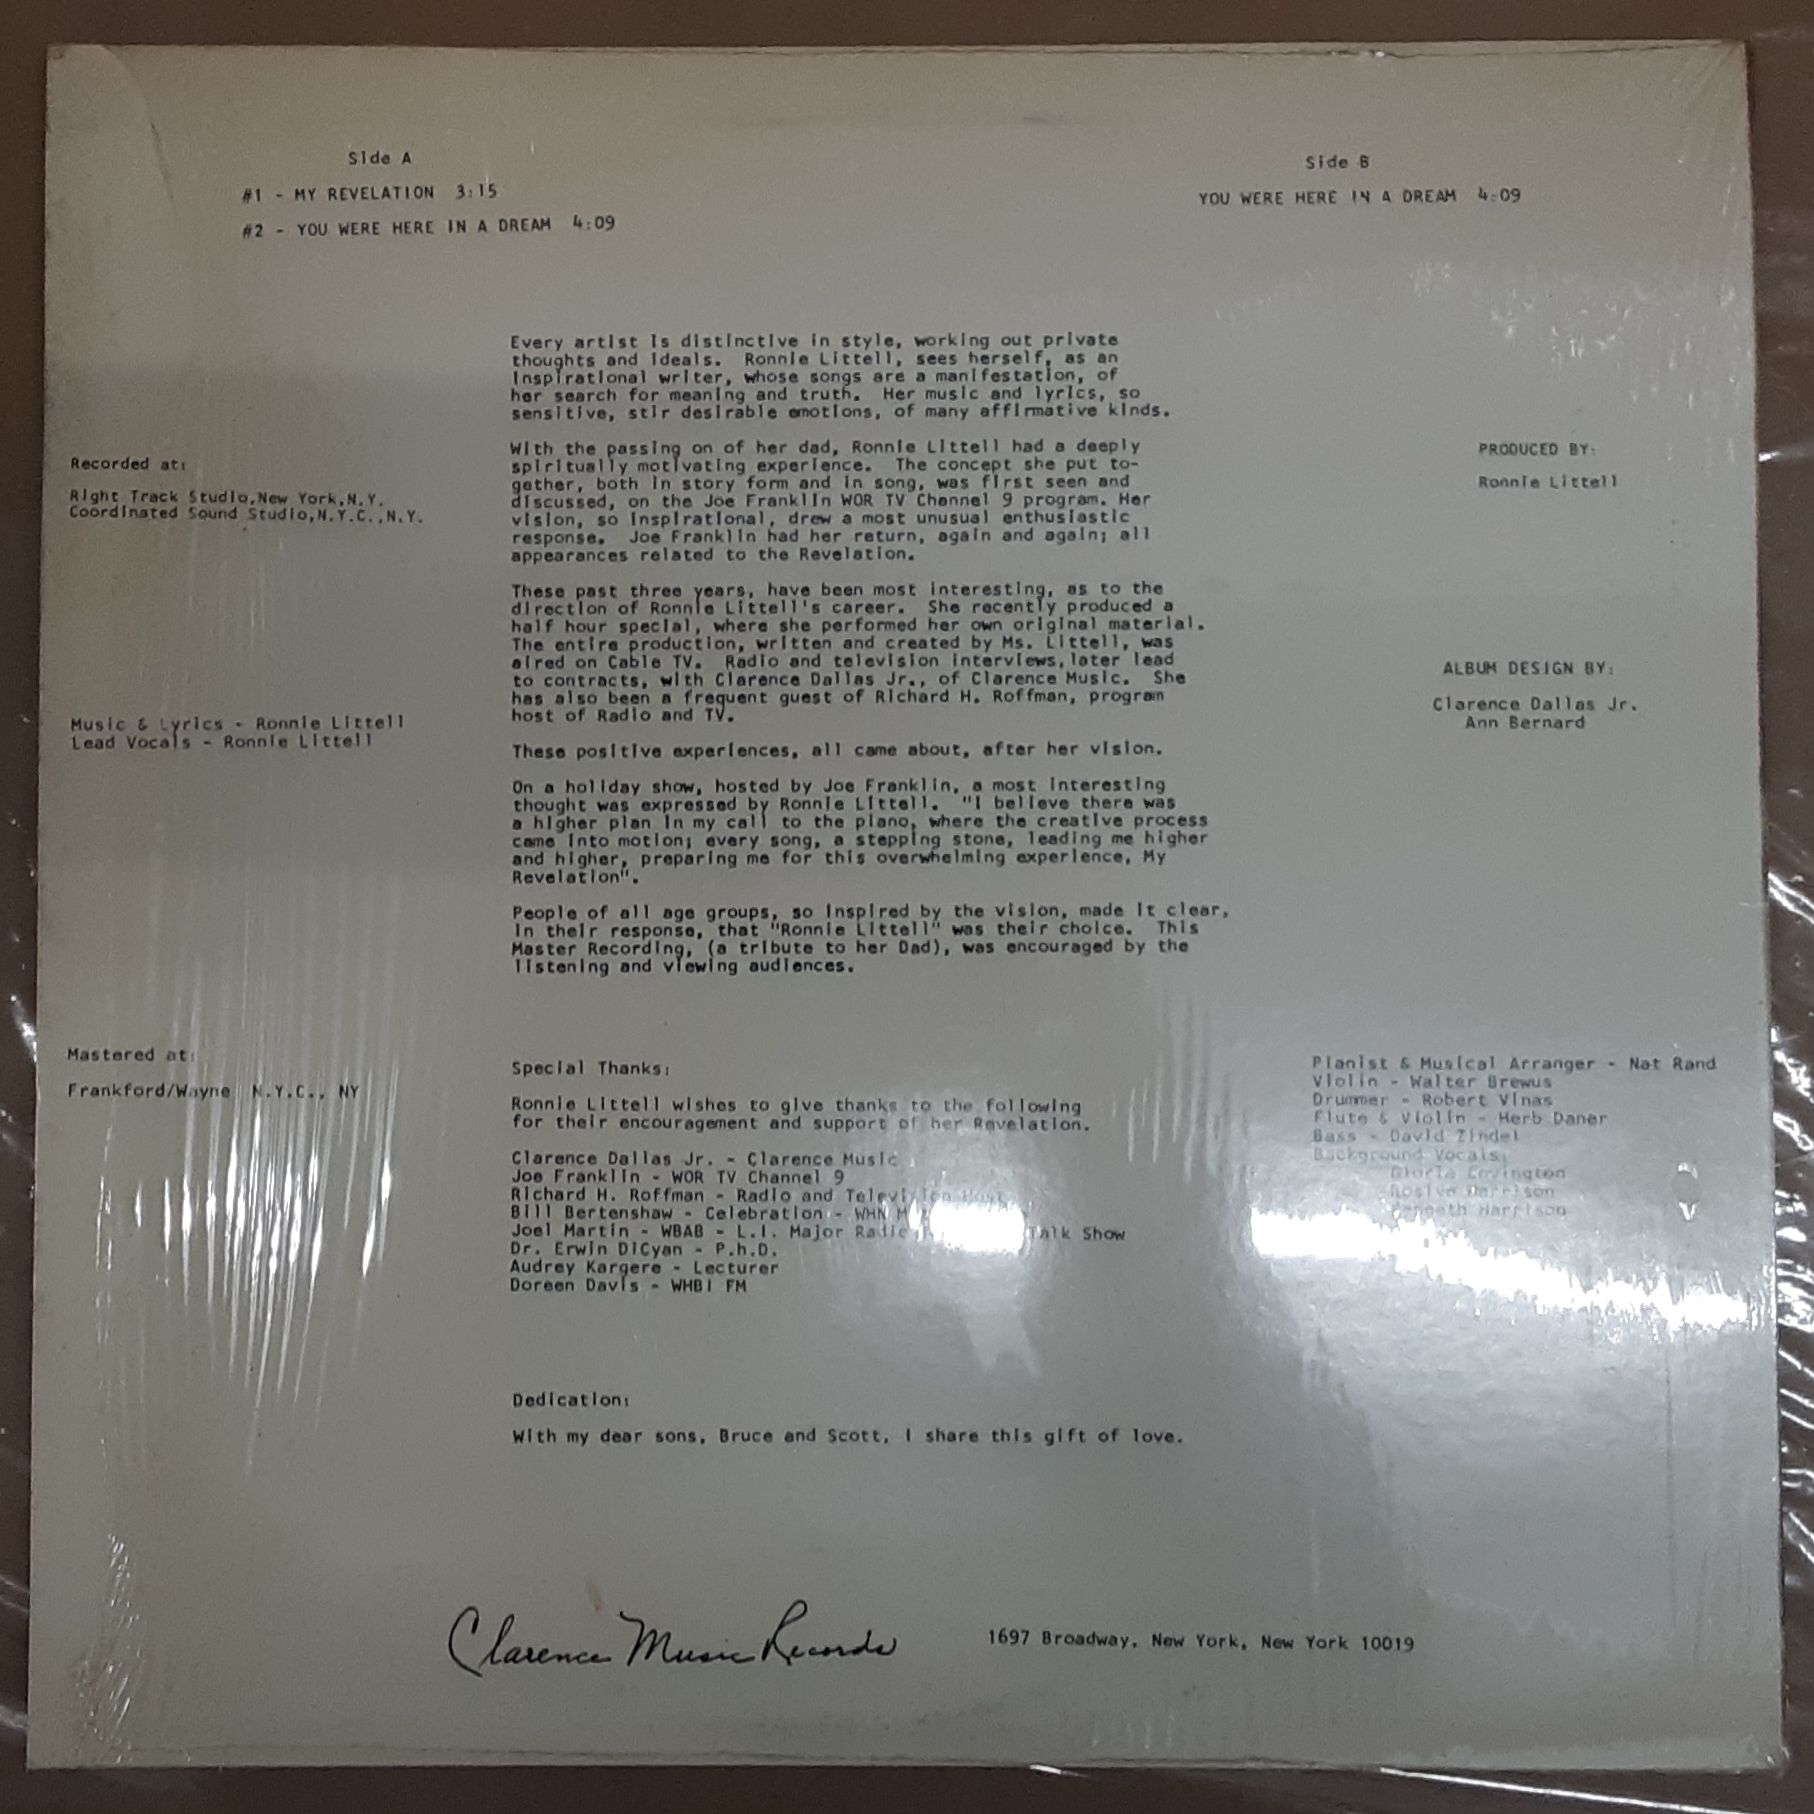 Side A
#1 - MY REVELATION 3:15
#2 - YOU WERE HERE IN A DREAM 4:09
Side B
YOU WERE HERE IN A DREAM 4:09
Every artist is distinctive in style, working out private
thoughts and ideals. Ronnie Littell, sees herself, as an
inspirational writer, whose songs are a manifestation, of
her search for meaning and truth. Her music and lyrics, so
sensitive, stir desirable emotions, of many affirmative kinds.
With the passing on of her dad, Ronnie Littell had a deeply
spiritually motivating experience. The concept she put to-
gether, both in story form and in song, was first seen and
discussed, on the Joe Franklin WOR TV Channel 9 program. Her
vision, so inspirational, drew a most unusual enthusiastic
response. Joe Franklin had her return, again and again; all
appearances related to the Revelation.
These past three years, have been most interesting, as to the
direction of Ronnie Littell's career. She recently produced a
half hour special, where she performed her own original material.
The entire production, written and created by Ms. Littell, was
aired on Cable TV. Radio and television interviews, later lead
to contracts, with Clarence Dallas Jr., of Clarence Music. She
has also been a frequent guest of Richard H. Roffman, program
host of Radio and TV.
These positive experiences, all came about, after her vision.
On a holiday show, hosted by Joe Franklin, a most interesting
thought was expressed by Ronnie Littell. "I believe there was
a higher plan in my call to the piano, where the creative process
came into motion; every song, a stepping stone, leading me higher
and higher, preparing me for this overwhelming experience, My
Revelation".
People of all age groups, so inspired by the vision, made it clear,
in their response, that "Ronnie Littell" was their choice. This
Master Recording, (a tribute to her Dad), was encouraged by the
listening and viewing audiences.
Recorded at:
Right Track Studio,New York,N.Y.
Coordinated Sound Studio,N.Y.C.,N.Y.
Music & Lyrics - Ronnie Littell
Lead Vocals - Ronnie Littell
Mastered at:
Frankford/Wayne N.Y.C., NY
PRODUCED BY:
Ronnie Littell
ALBUM DESIGN BY:
Clarence Dallas Jr.
Ann Bernard
Special Thanks:
Ronnie Littell wishes to give thanks to the following
for their encouragement and support of her Revelation.
Clarence Dallas Jr. - Clarence Music
Joe Franklin - WOR TV Channel 9
Richard H. Roffman - Radio and Television Host
Bill Bertenshaw - Celebration - WHN
Joel Martin - WBAB - L.I. Major Radio Talk Show
Dr. Erwin DiCyan - P.h.D.
Audrey Kargere - Lecturer
Doreen Davis - WHBI FM
Pianist & Musical Arranger - Nat Rand
Violin - Walter Brewus
Drummer - Robert Vinas
Flute & Violin - Herb Daner
Bass - David Zindel
Background Vocals:
Gloria Covington
Roslyn Harrison
Harrison
Dedication:
With my dear sons, Bruce and Scott, I share this gift of love.
Clarence Music Records
1697 Broadway, New York, New York 10019